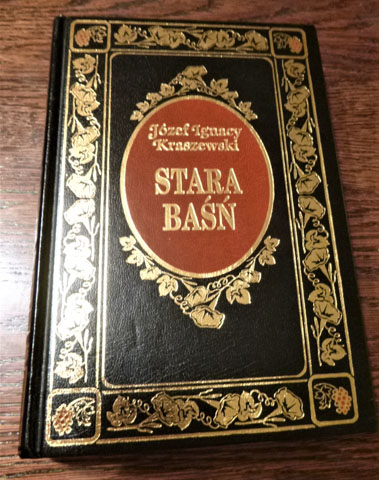 Józef Ignacy
Kraszewski
STARA
BAŚŃ